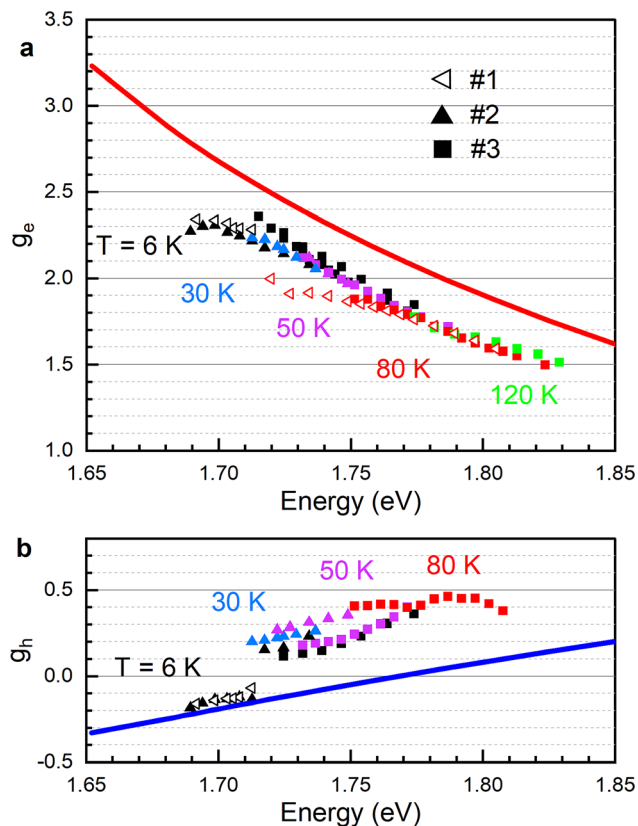 a
3.5
3.0
2.5
2.0
1.5
1.0
g_e
#1
#2
#3
T = 6 K
30 K
50 K
80 K
120 K
1.65 1.70 1.75 1.80 1.85
Energy (eV)
b
0.5
0.0
-0.5
g_h
50 K
80 K
30 K
T = 6 K
1.65 1.70 1.75 1.80 1.85
Energy (eV)